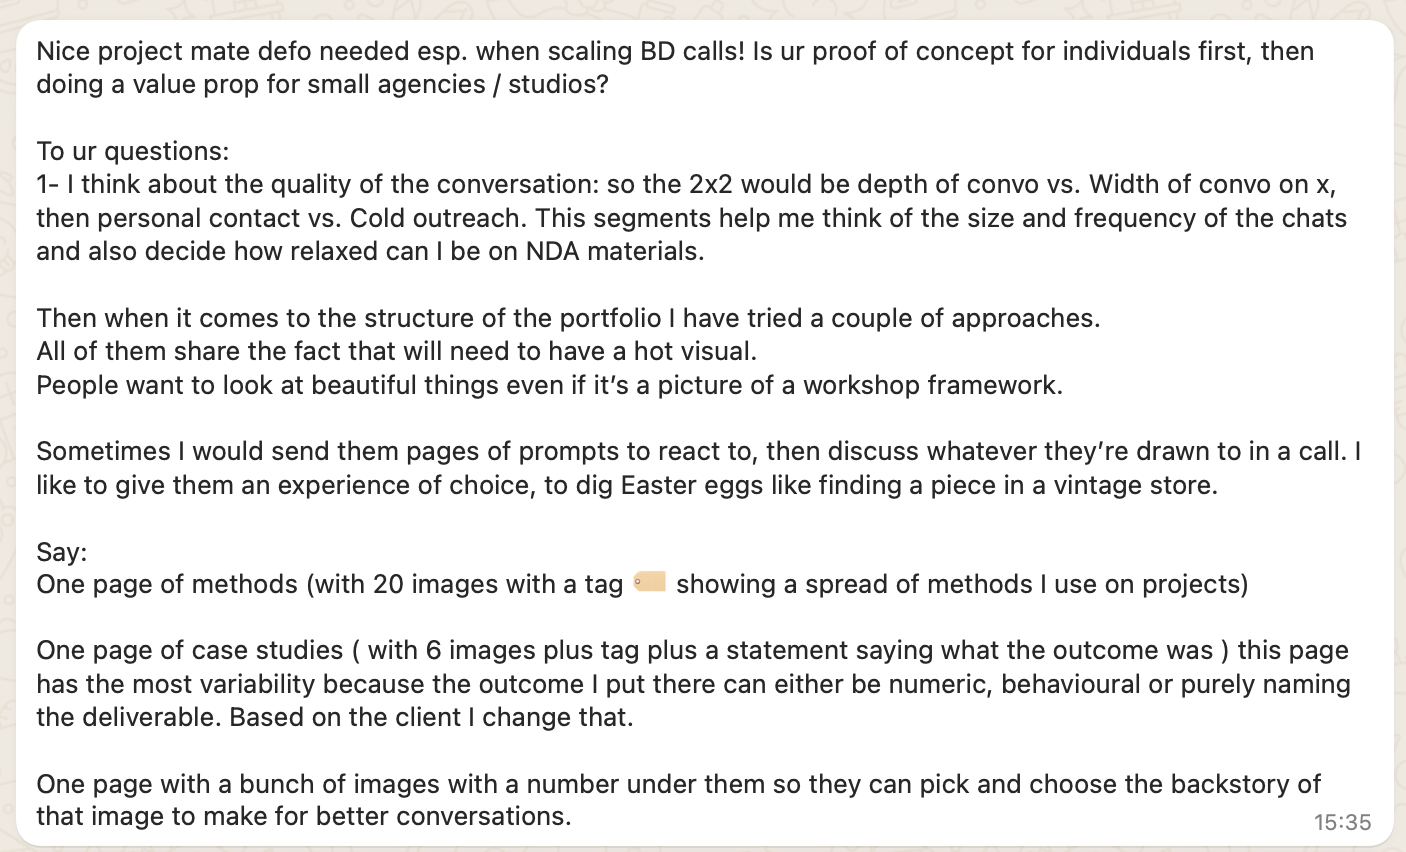 Nice project mate defo needed esp. when scaling BD calls! Is ur proof of concept for individuals first, then
doing a value prop for small agencies / studios?
To ur questions:
1- I think about the quality of the conversation: so the 2x2 would be depth of convo vs. Width of convo on x,
then personal contact vs. Cold outreach. This segments help me think of the size and frequency of the chats
and also decide how relaxed can I be on NDA materials.
Then when it comes to the structure of the portfolio I have tried a couple of approaches.
All of them share the fact that will need to have a hot visual.
People want to look at beautiful things even if it’s a picture of a workshop framework.
Sometimes I would send them pages of prompts to react to, then discuss whatever they’re drawn to in a call. I
like to give them an experience of choice, to dig Easter eggs like finding a piece in a vintage store.
Say:
One page of methods (with 20 images with a tag 🏷️ showing a spread of methods I use on projects)
One page of case studies ( with 6 images plus tag plus a statement saying what the outcome was ) this page
has the most variability because the outcome I put there can either be numeric, behavioural or purely naming
the deliverable. Based on the client I change that.
One page with a bunch of images with a number under them so they can pick and choose the backstory of
that image to make for better conversations.
15:35